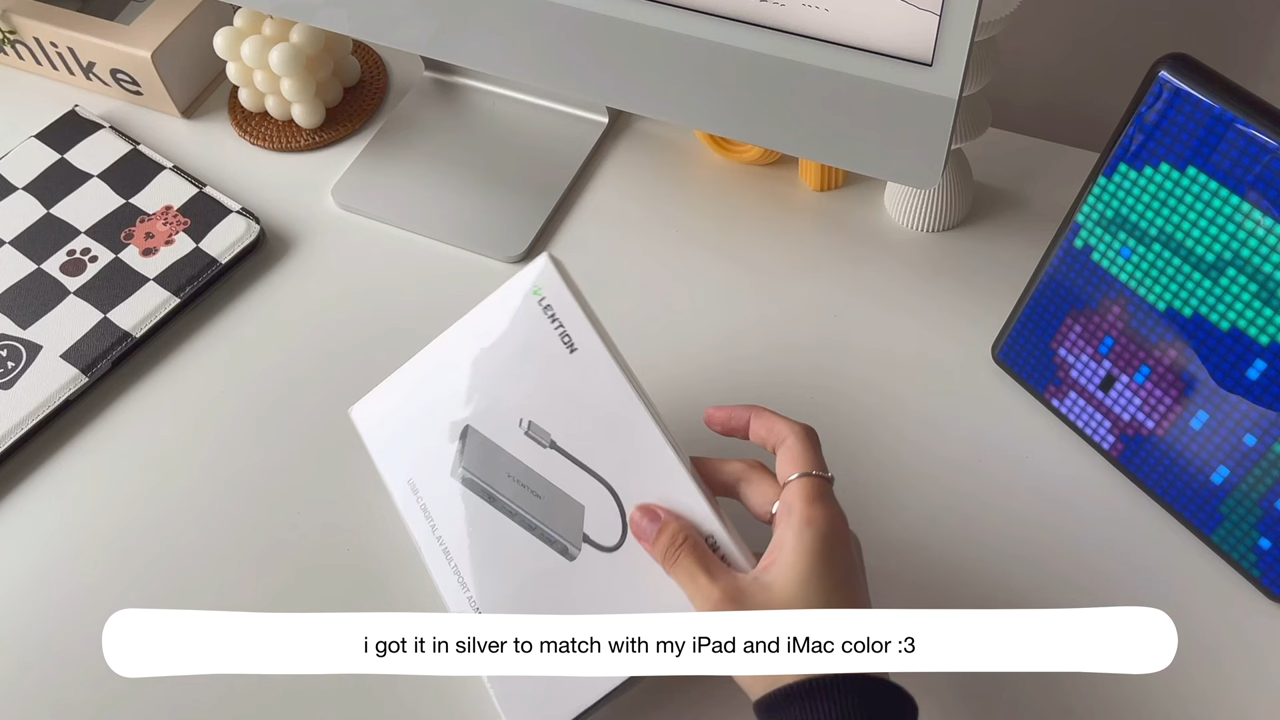 nlike
LENTION
LENTION
USB-C DIGITAL AV MULTIPORT
i got it in silver to match with my iPad and iMac color :3